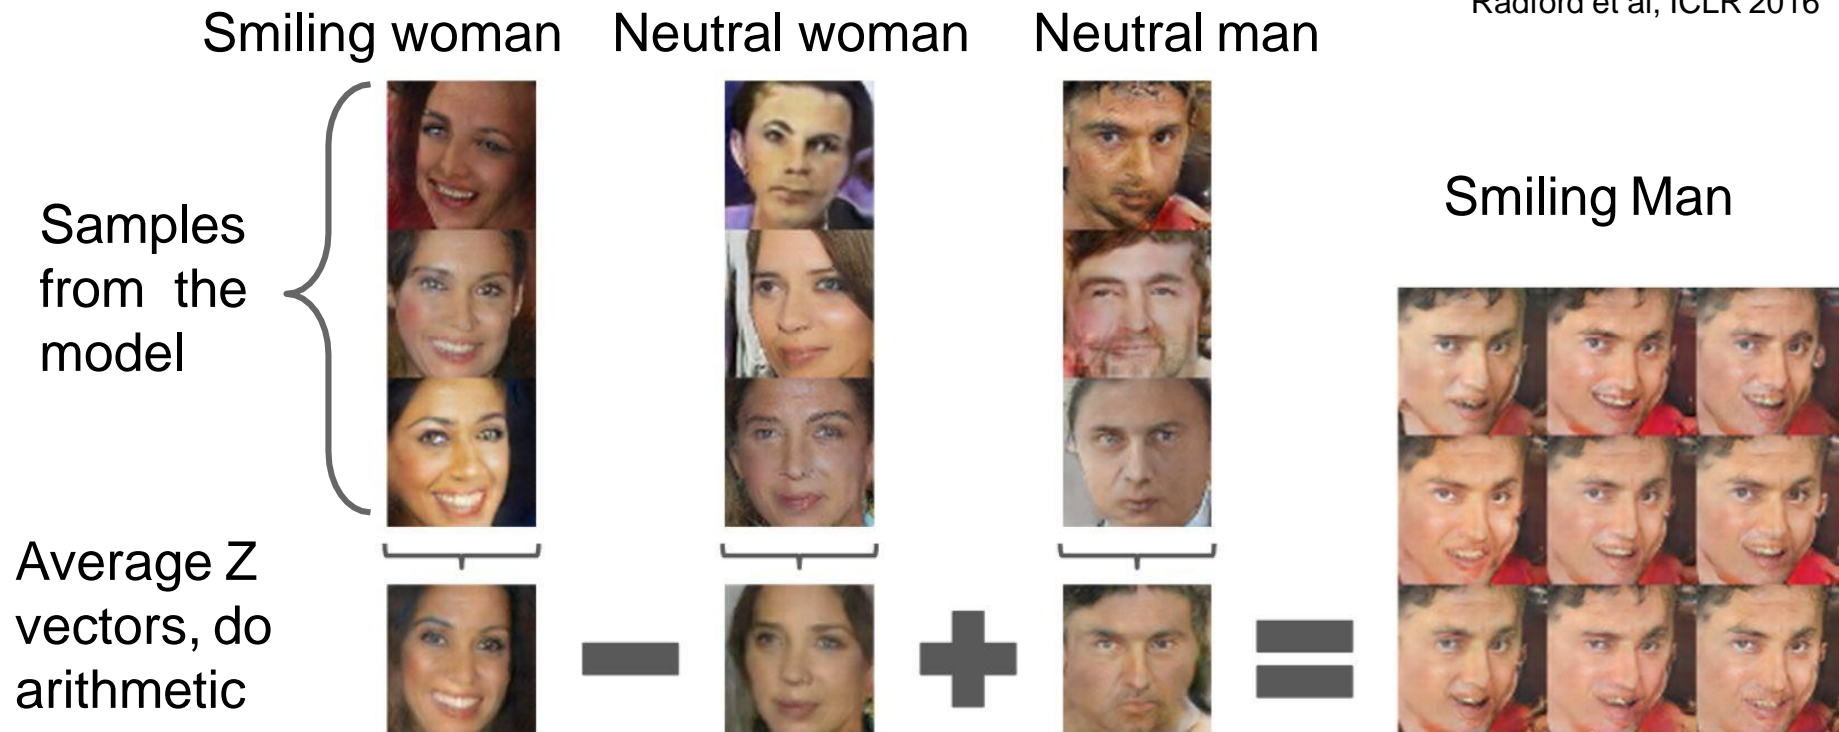 Radford et al, ICLR 2016
Smiling woman Neutral woman Neutral man
Smiling Man
Samples
from the
model
Average Z
vectors, do
arithmetic